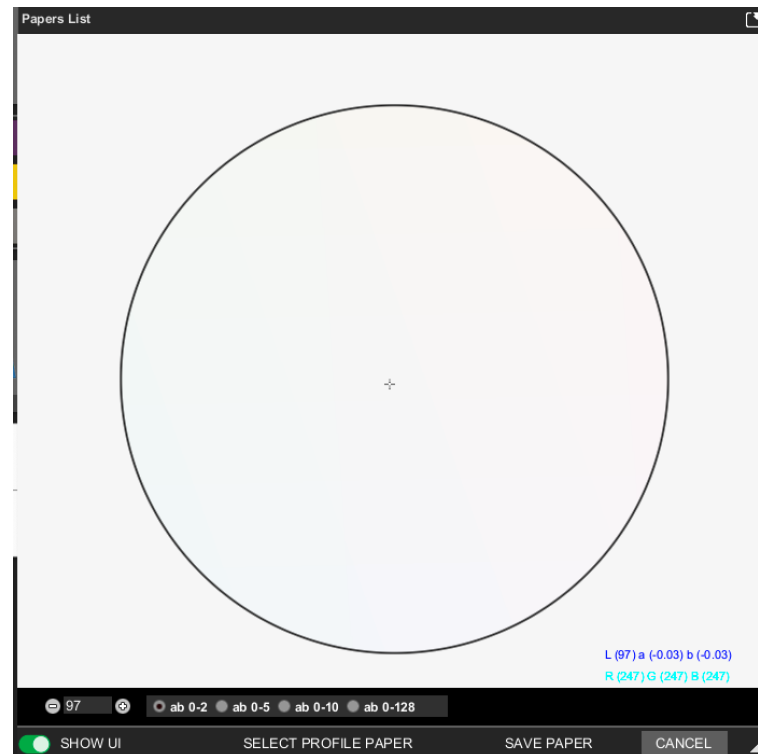 Papers List
L (97) a (-0.03) b (-0.03)
R (247) G (247) B (247)
97 ab 0-2 ab 0-5 ab 0-10 ab 0-128
SHOW UI SELECT PROFILE PAPER SAVE PAPER CANCEL